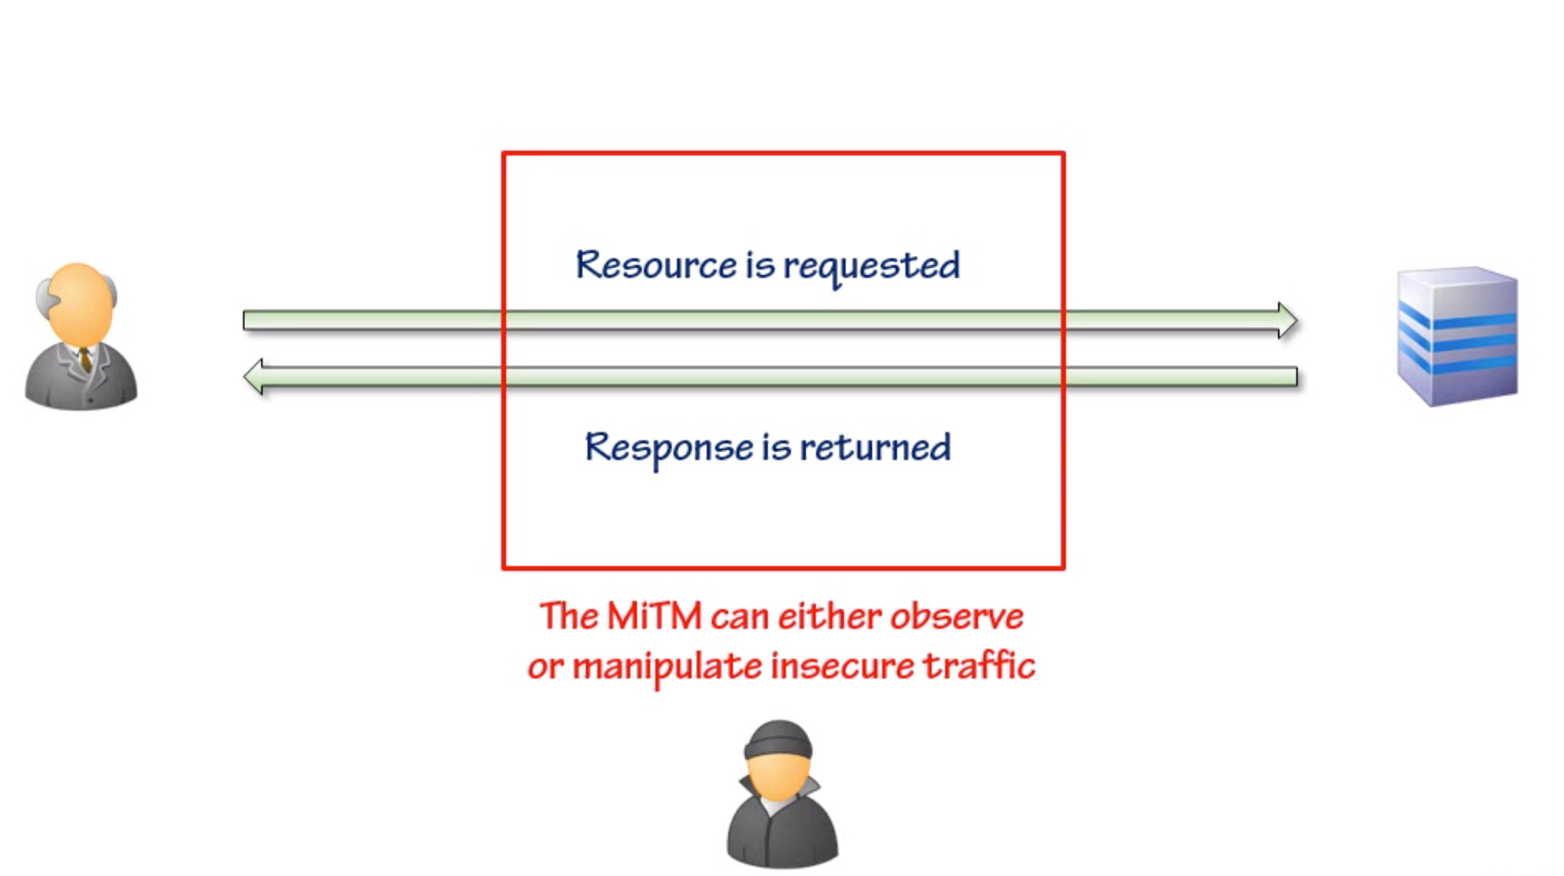 Resource is requested
Response is returned
The MiTM can either observe
or manipulate insecure traffic